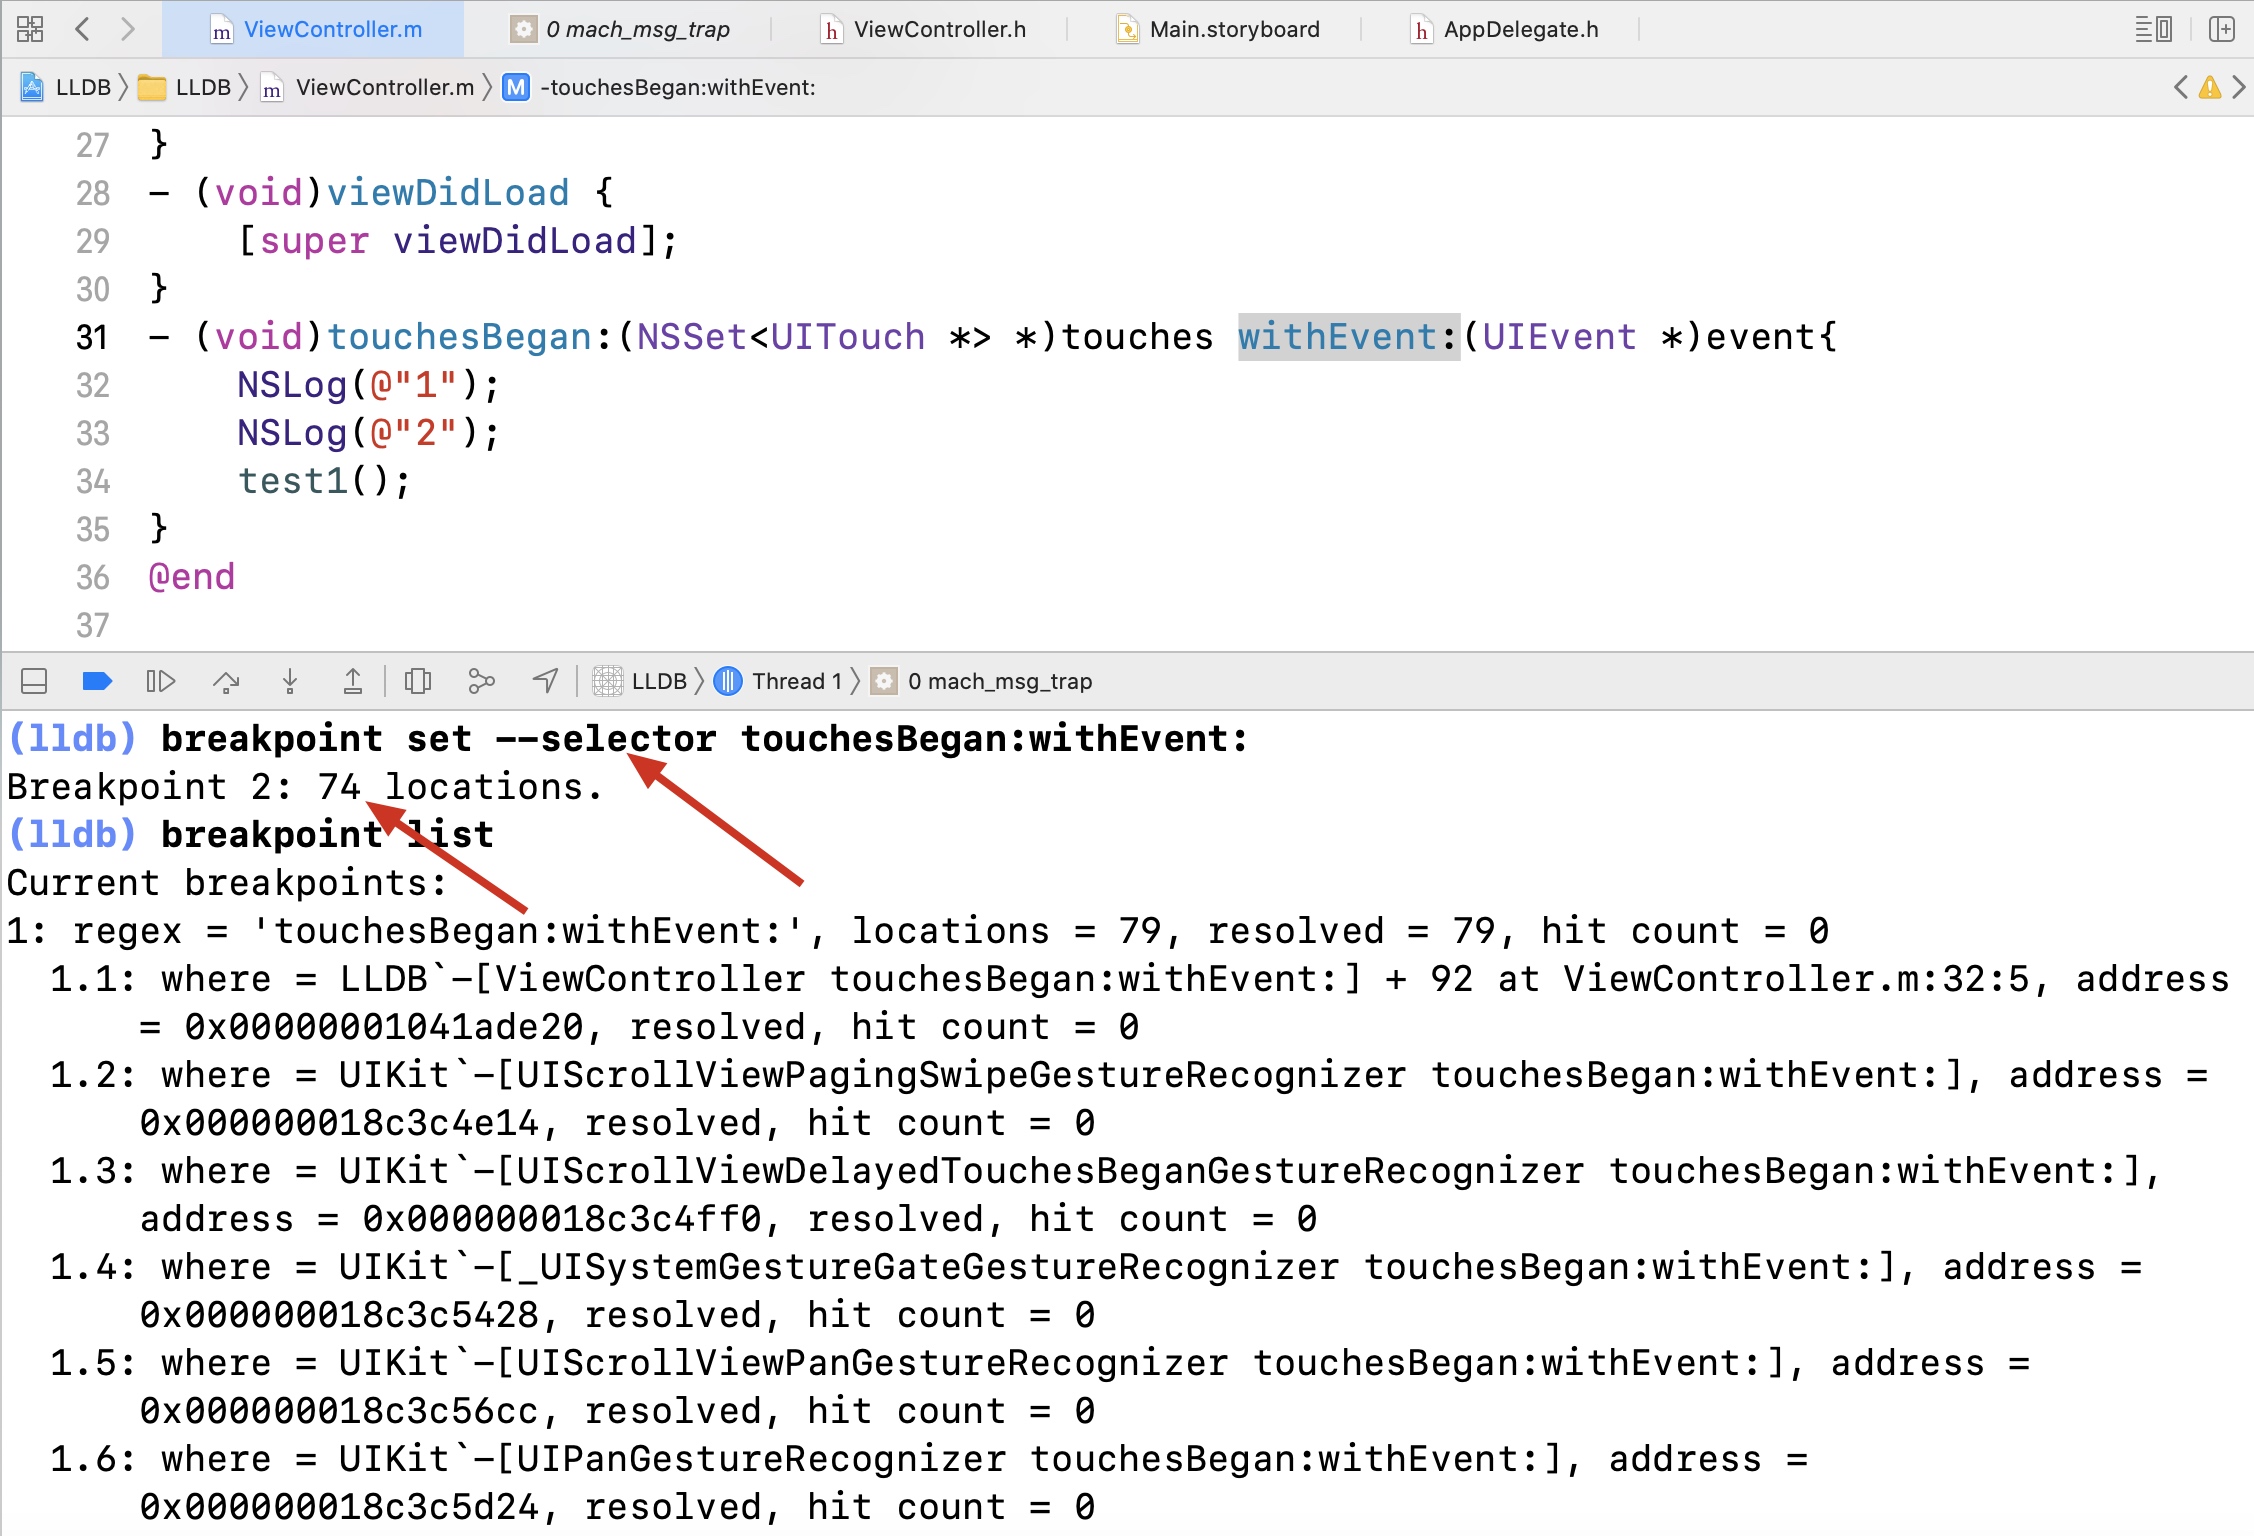 ViewController.m 0 mach_msg_trap ViewController.h Main.storyboard AppDelegate.h
LLDB LLDB ViewController.m M -touchesBegan:withEvent:
27 }
28 - (void)viewDidLoad {
29 [super viewDidLoad];
30 }
31 - (void)touchesBegan:(NSSet<UITouch *> *)touches withEvent:(UIEvent *)event{
32 NSLog(@"1");
33 NSLog(@"2");
34 test1();
35 }
36 @end
37
LLDB Thread 1 0 mach_msg_trap
(lldb) breakpoint set --selector touchesBegan:withEvent:
Breakpoint 2: 74 locations.
(lldb) breakpoint list
Current breakpoints:
1: regex = 'touchesBegan:withEvent:', locations = 79, resolved = 79, hit count = 0
1.1: where = LLDB`-[ViewController touchesBegan:withEvent:] + 92 at ViewController.m:32:5, address
= 0x00000001041ade20, resolved, hit count = 0
1.2: where = UIKit`-[UIScrollViewPagingSwipeGestureRecognizer touchesBegan:withEvent:], address =
0x000000018c3c4e14, resolved, hit count = 0
1.3: where = UIKit`-[UIScrollViewDelayedTouchesBeganGestureRecognizer touchesBegan:withEvent:],
address = 0x000000018c3c4ff0, resolved, hit count = 0
1.4: where = UIKit`-[_UISystemGestureGateGestureRecognizer touchesBegan:withEvent:], address =
0x000000018c3c5428, resolved, hit count = 0
1.5: where = UIKit`-[UIScrollViewPanGestureRecognizer touchesBegan:withEvent:], address =
0x000000018c3c56cc, resolved, hit count = 0
1.6: where = UIKit`-[UIPanGestureRecognizer touchesBegan:withEvent:], address =
0x000000018c3c5d24, resolved, hit count = 0